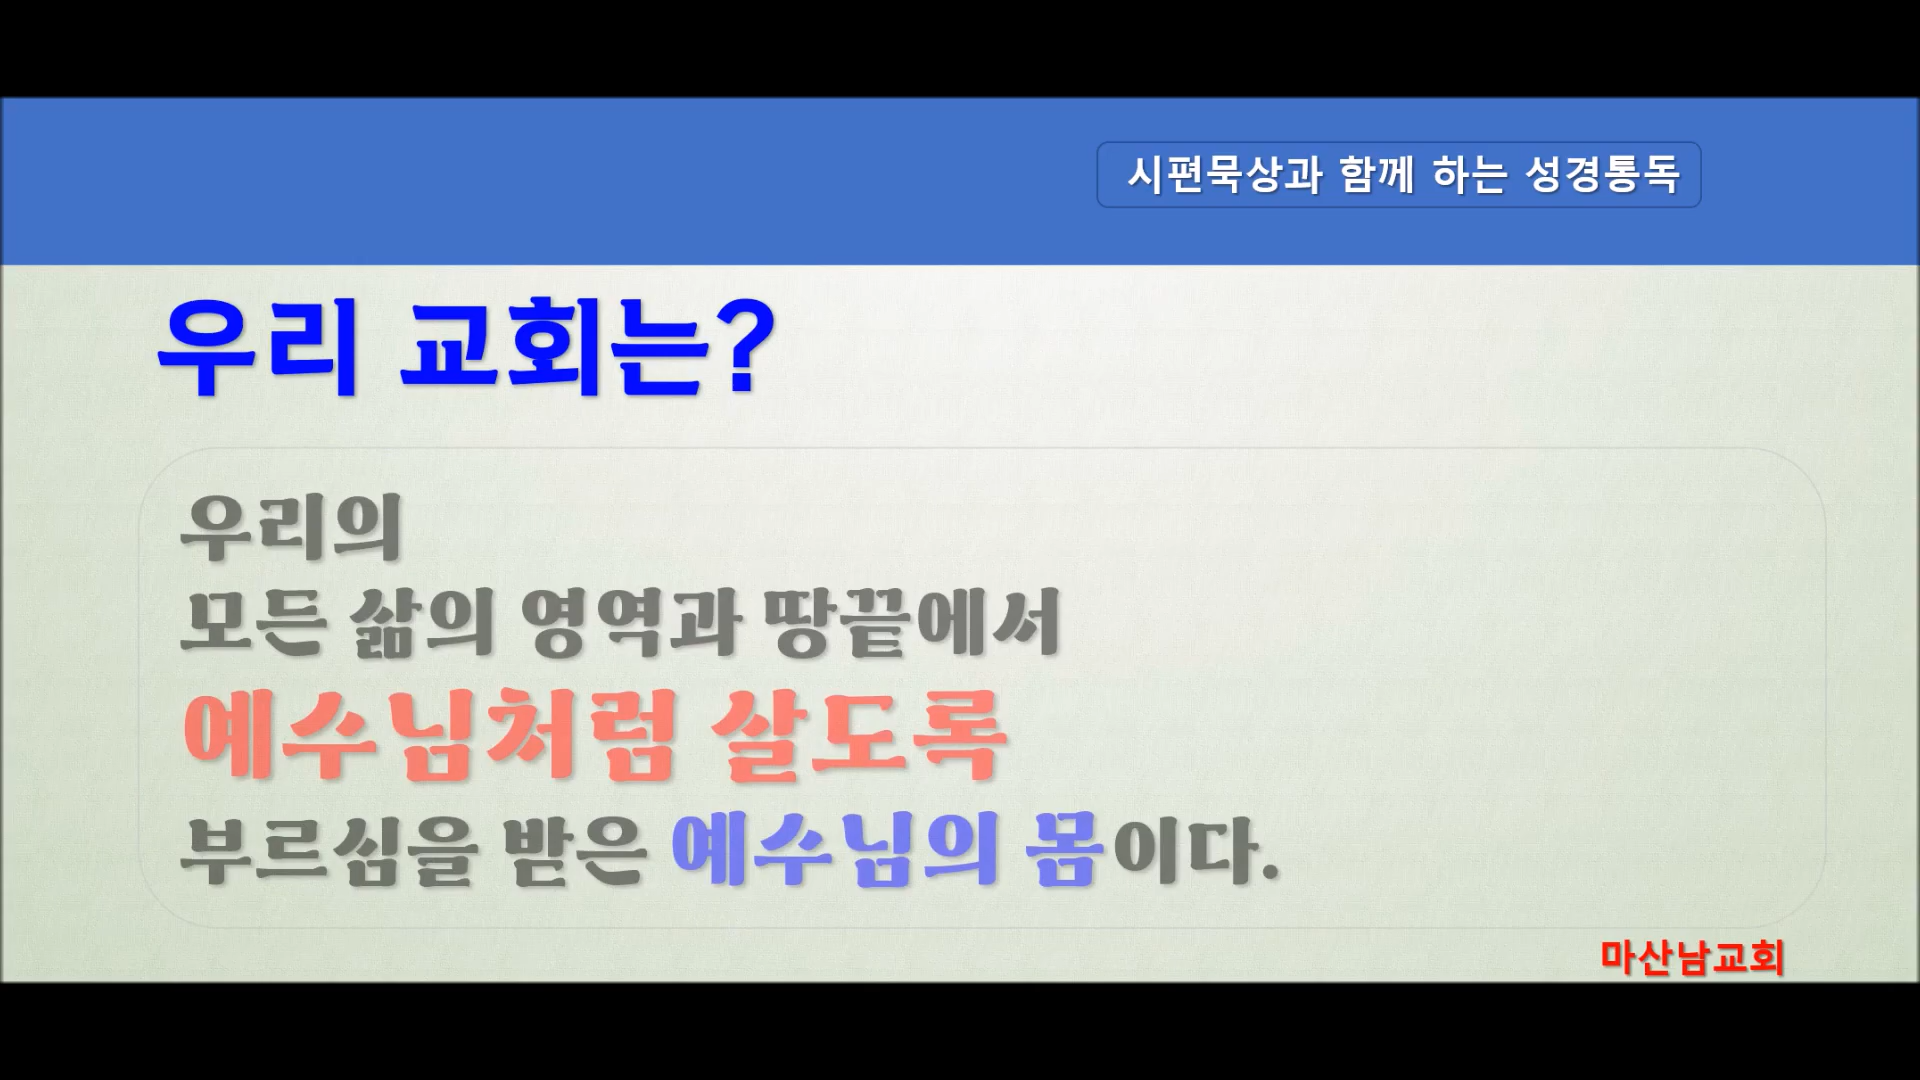 시편묵상과 함께 하는 성경통독
우리 교회는?
우리의
모든 삶의 영역과 땅끝에서
예수님처럼 살도록
부르심을 받은 예수님의 몸이다.
마산남교회